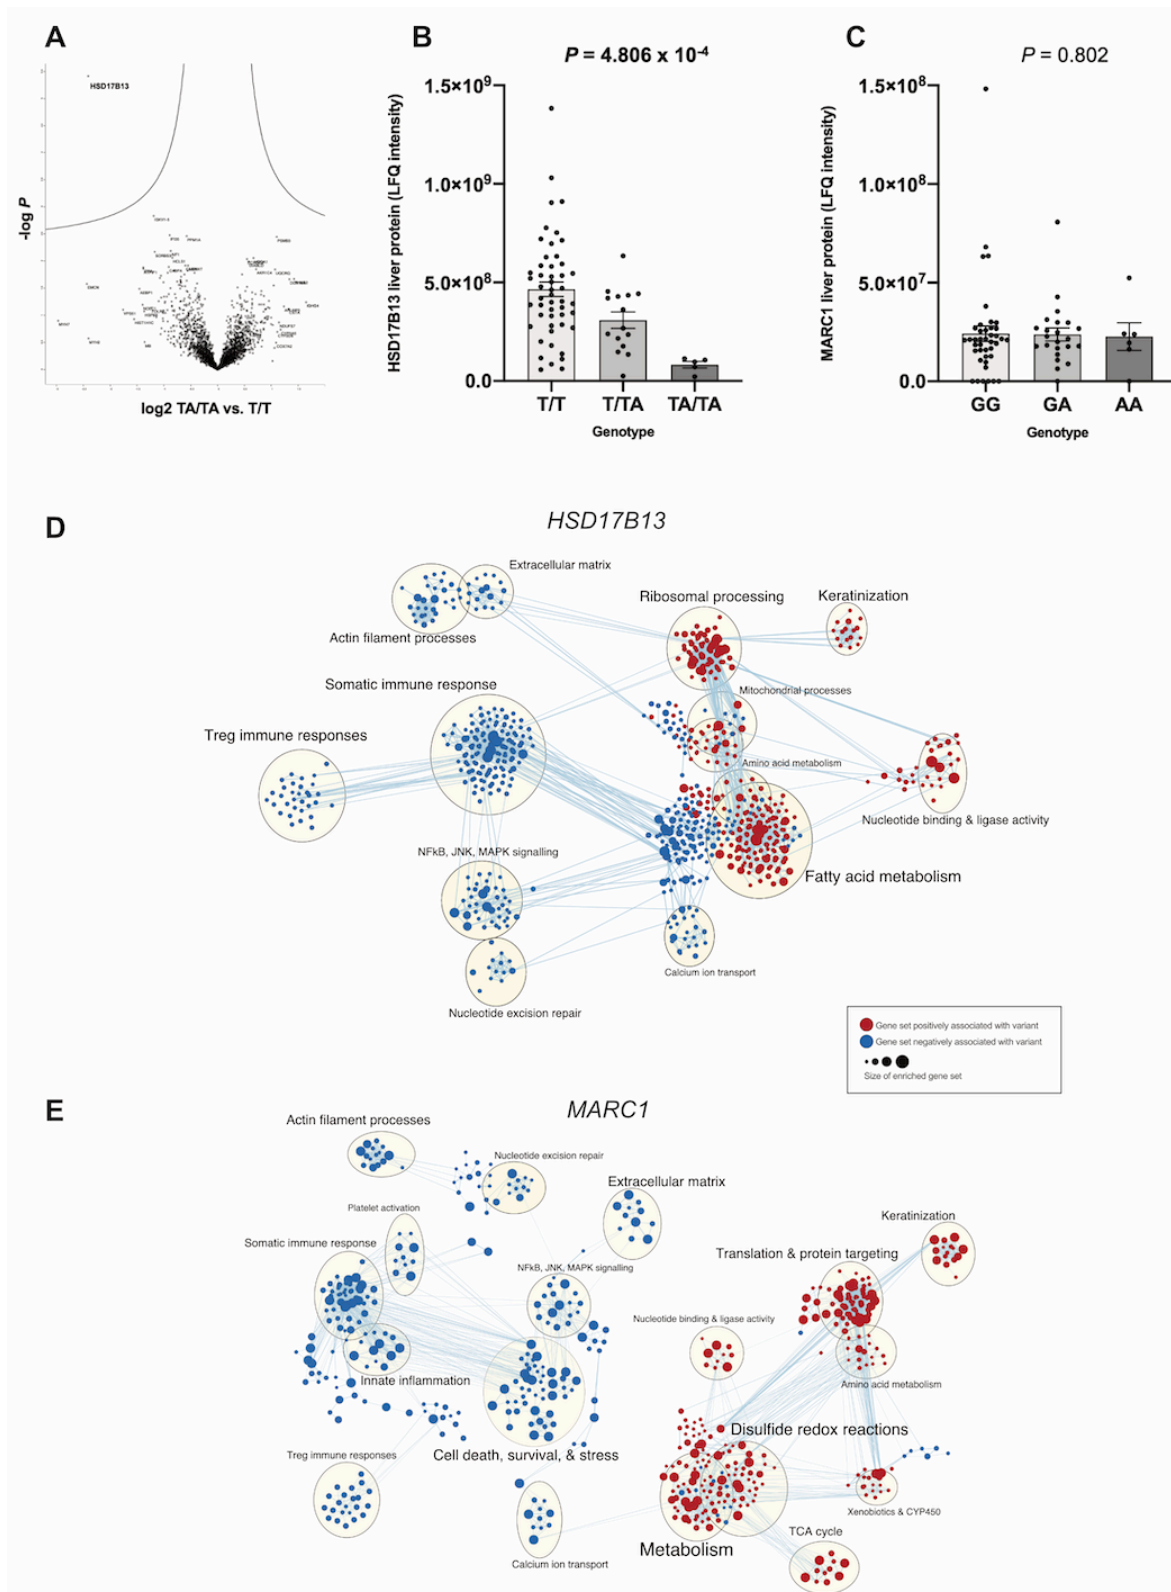 A
HSD17B13
-log P
log2 TA/TA vs. T/T
B
P = 4.806 x 10-4
HSD17B13 liver protein (LFQ intensity)
1.5×10⁹
1.0×10⁹
5.0×10⁸
0.0
T/T T/TA TA/TA
Genotype
C
P = 0.802
MARC1 liver protein (LFQ intensity)
1.5×10⁸
1.0×10⁸
5.0×10⁷
0.0
GG GA AA
Genotype
D
HSD17B13
Extracellular matrix
Actin filament processes
Ribosomal processing
Keratinization
Somatic immune response
Mitochondrial processes
Treg immune responses
Amino acid metabolism
Nucleotide binding & ligase activity
NFkB, JNK, MAPK signalling
Fatty acid metabolism
Calcium ion transport
Nucleotide excision repair
Gene set positively associated with variant
Gene set negatively associated with variant
Size of enriched gene set
E
MARC1
Actin filament processes
Nucleotide excision repair
Extracellular matrix
Platelet activation
Keratinization
Somatic immune response
Translation & protein targeting
NFkB, JNK, MAPK signalling
Nucleotide binding & ligase activity
Innate inflammation
Amino acid metabolism
Disulfide redox reactions
Cell death, survival, & stress
Treg immune responses
Xenobiotics & CYP450
TCA cycle
Metabolism
Calcium ion transport